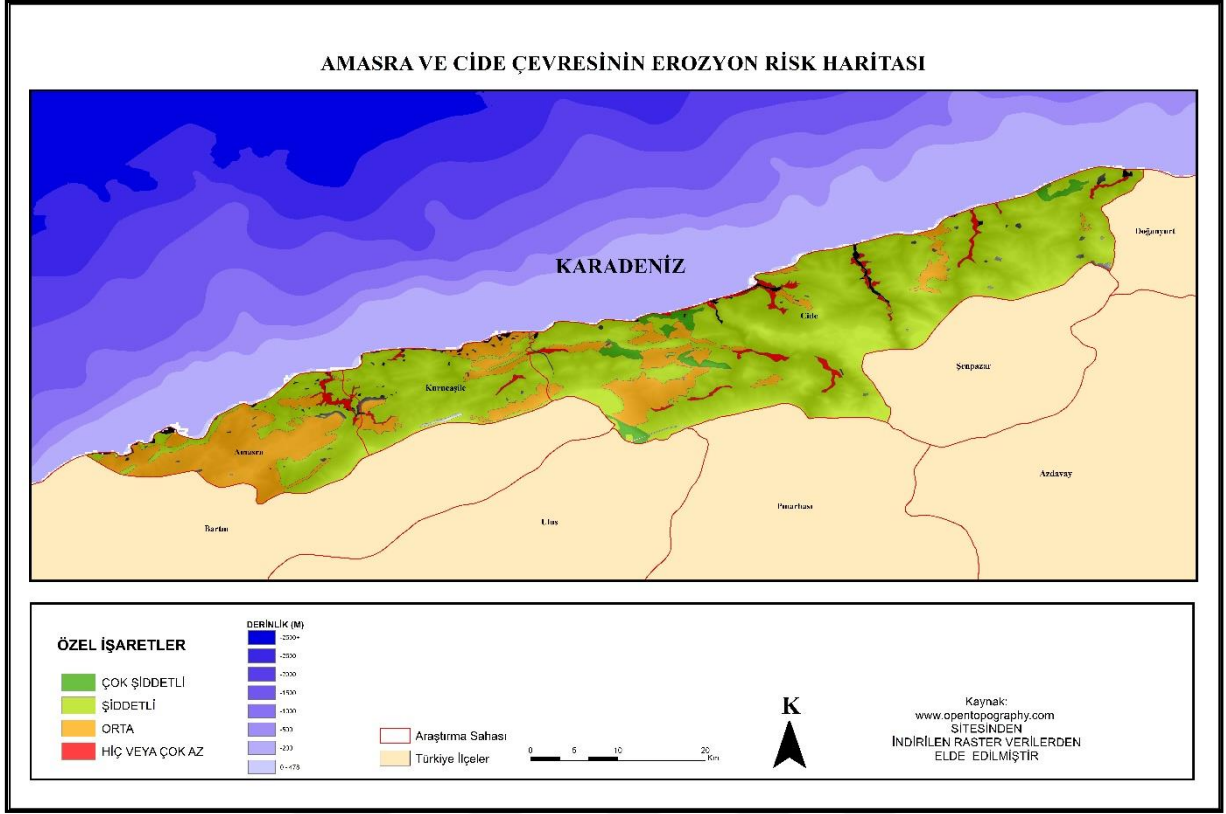 AMASRA VE CİDE ÇEVRESİNİN EROZYON RİSK HARİTASI
KARADENİZ
Doğanyurt
Cide
Şenpazar
Kurucaşile
Amasra
Azdavay
Pınarbaşı
Ulus
Bartın
ÖZEL İŞARETLER
ÇOK ŞİDDETLİ
ŞİDDETLİ
ORTA
HİÇ VEYA ÇOK AZ
DERİNLİK (M)
-2500+
-2500
-2000
-1500
-1000
-500
-200
0 - 478
Araştırma Sahası
Türkiye İlçeler
0 5 10 20
Km
K
Kaynak:
www.opentopography.com
SİTESİNDEN
İNDİRİLEN RASTER VERİLERDEN
ELDE EDİLMİŞTİR